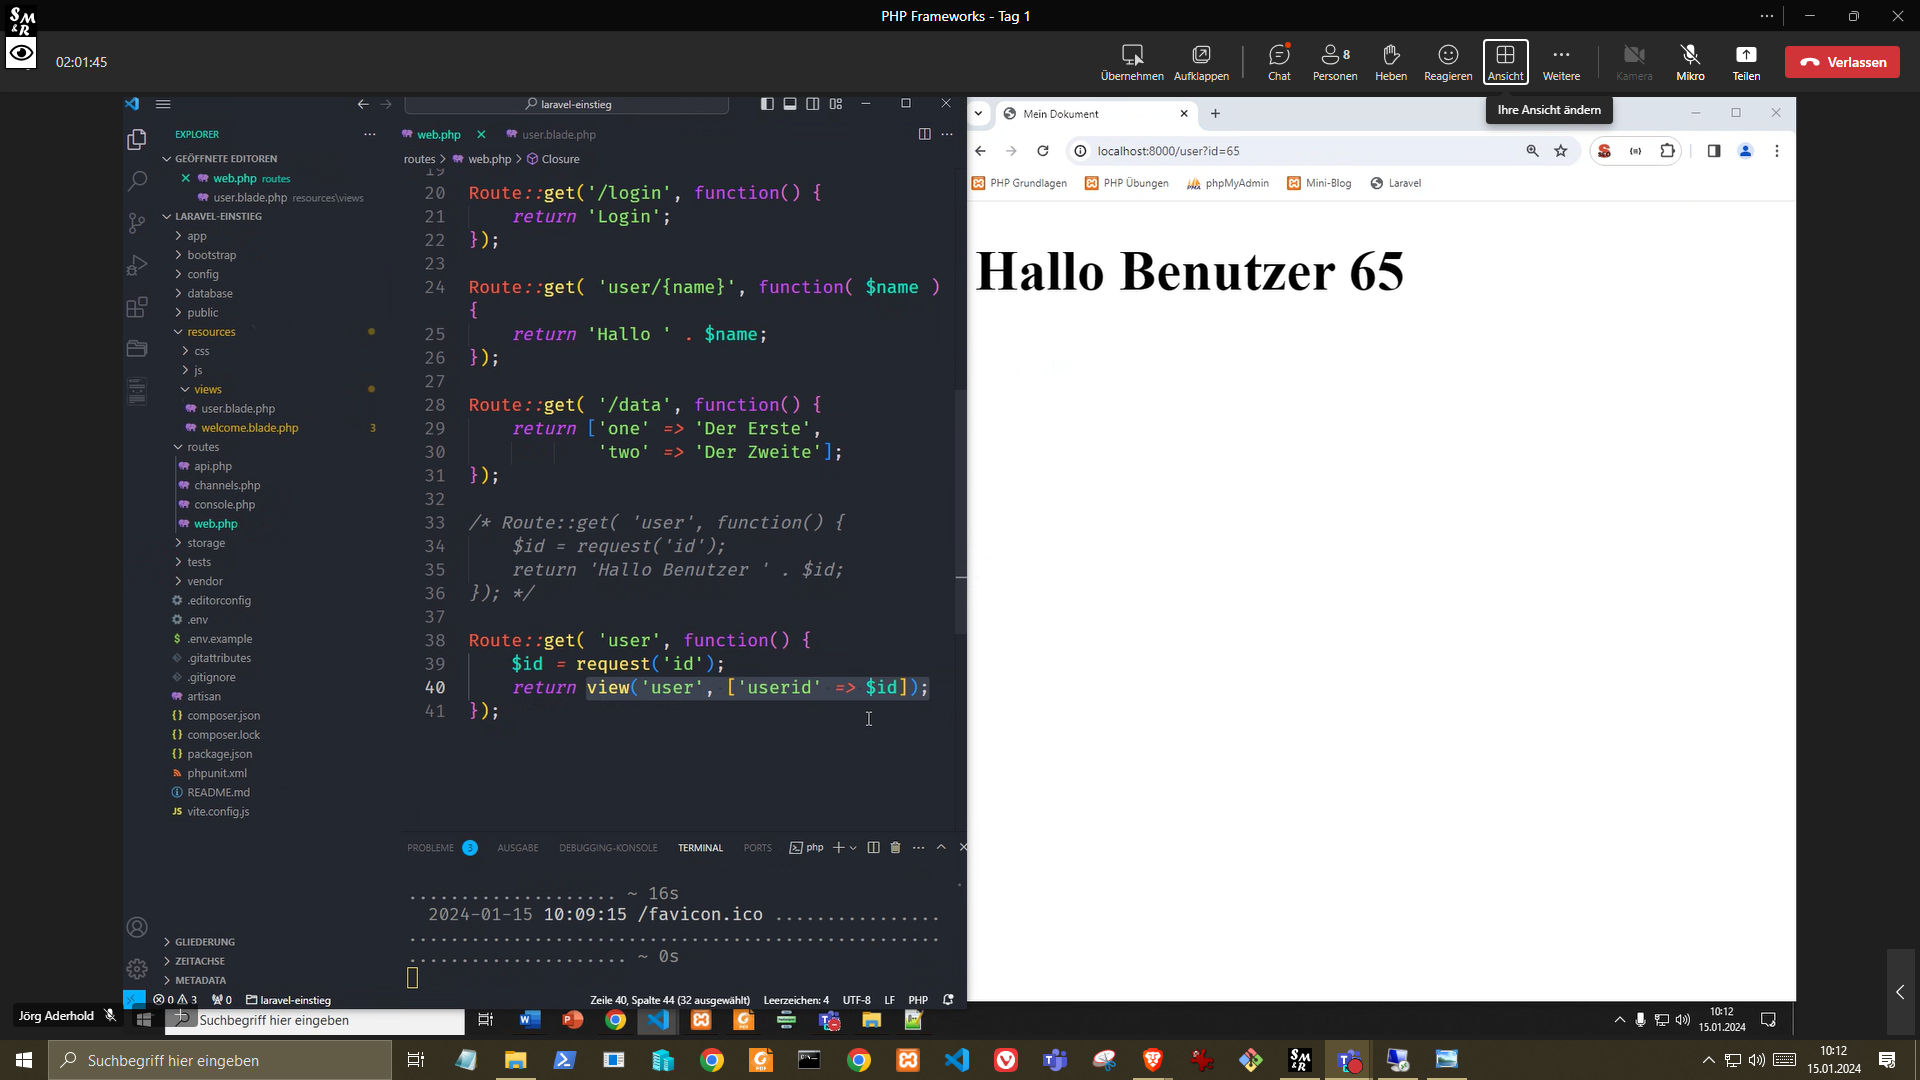 SM&R
PHP Frameworks - Tag 1
02:01:45
Übernehmen
Aufklappen
Chat
8
Personen
Heben
Reagieren
Ansicht
Weitere
Kamera
Mikro
Teilen
Verlassen
Ihre Ansicht ändern
laravel-einstieg
EXPLORER
GEÖFFNETE EDITOREN
web.php routes
user.blade.php resources\views
LARAVEL-EINSTIEG
app
bootstrap
config
database
public
resources
css
js
views
user.blade.php
welcome.blade.php 3
routes
api.php
channels.php
console.php
web.php
storage
tests
vendor
.editorconfig
.env
.env.example
.gitattributes
.gitignore
artisan
composer.json
composer.lock
package.json
phpunit.xml
README.md
vite.config.js
GLIEDERUNG
ZEITACHSE
METADATA
web.php
user.blade.php
routes > web.php > Closure
19
20 Route::get('/login', function() {
21 return 'Login';
22 });
23
24 Route::get( 'user/{name}', function( $name )
{
25 return 'Hallo ' . $name;
26 });
27
28 Route::get( '/data', function() {
29 return ['one' => 'Der Erste',
30 'two' => 'Der Zweite'];
31 });
32
33 /* Route::get( 'user', function() {
34 $id = request('id');
35 return 'Hallo Benutzer ' . $id;
36 }); */
37
38 Route::get( 'user', function() {
39 $id = request('id');
40 return view('user', ['userid' => $id]);
41 });
PROBLEME 3
AUSGABE
DEBUGGING-KONSOLE
TERMINAL
PORTS
php
................... ~ 16s
2024-01-15 10:09:15 /favicon.ico ................
..................................................
..................... ~ 0s
0 3
0
laravel-einstieg
Zeile 40, Spalte 44 (32 ausgewählt)
Leerzeichen: 4
UTF-8
LF
PHP
Mein Dokument
localhost:8000/user?id=65
PHP Grundlagen
PHP Übungen
phpMyAdmin
Mini-Blog
Laravel
Hallo Benutzer 65
Jörg Aderhold
Suchbegriff hier eingeben
10:12
15.01.2024
Suchbegriff hier eingeben
SM&R
10:12
15.01.2024